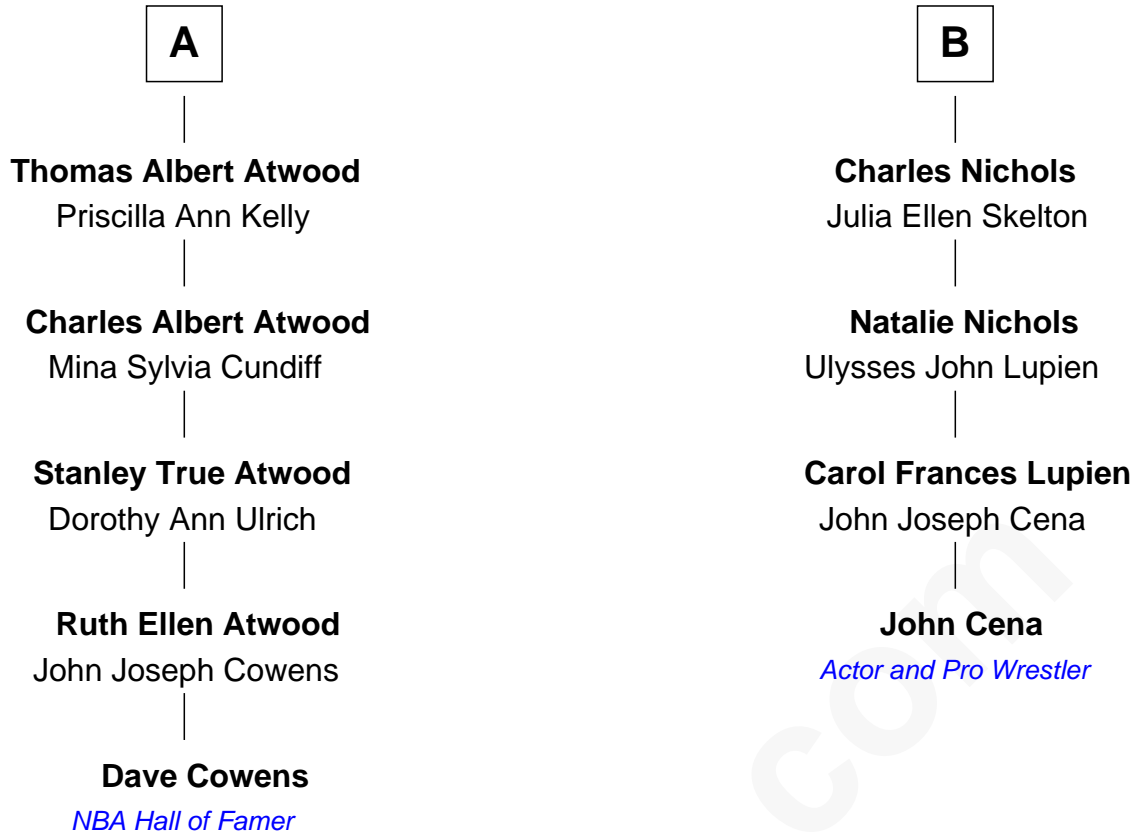 A
Thomas Albert Atwood
Priscilla Ann Kelly
Charles Albert Atwood
Mina Sylvia Cundiff
Stanley True Atwood
Dorothy Ann Ulrich
Ruth Ellen Atwood
John Joseph Cowens
Dave Cowens
NBA Hall of Famer
B
Charles Nichols
Julia Ellen Skelton
Natalie Nichols
Ulysses John Lupien
Carol Frances Lupien
John Joseph Cena
John Cena
Actor and Pro Wrestler
com